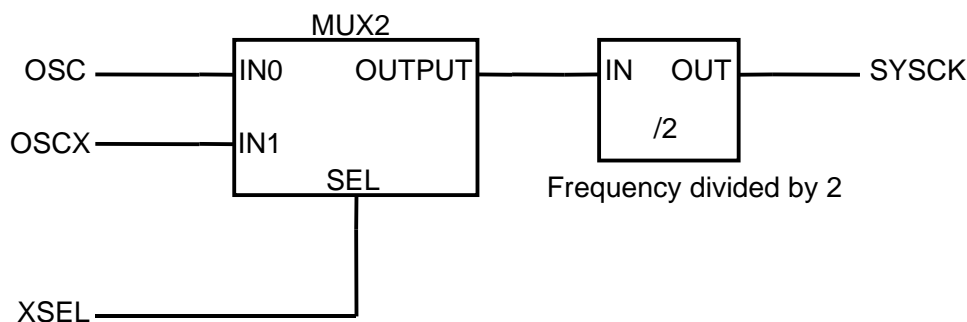 MUX2
OSC
IN0
OUTPUT
IN
OUT
SYSCK
OSCX
IN1
/2
SEL
Frequency divided by 2
XSEL